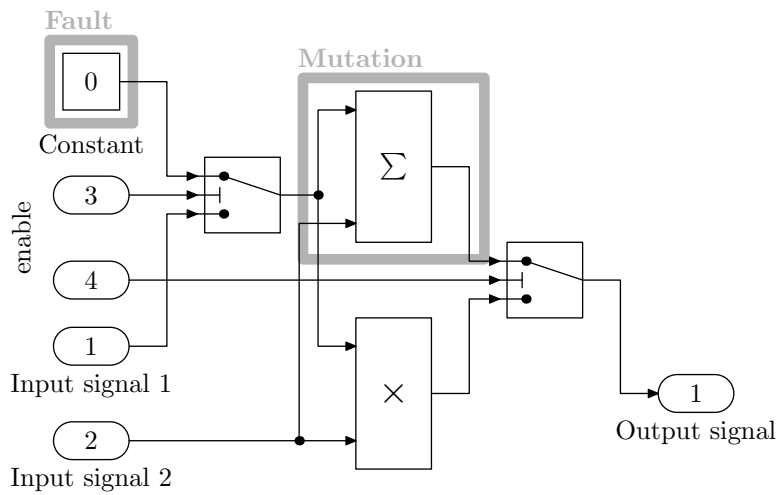 Fault
Mutation
0
Constant
Σ
3
enable
4
1
Input signal 1
×
1
Output signal
2
Input signal 2